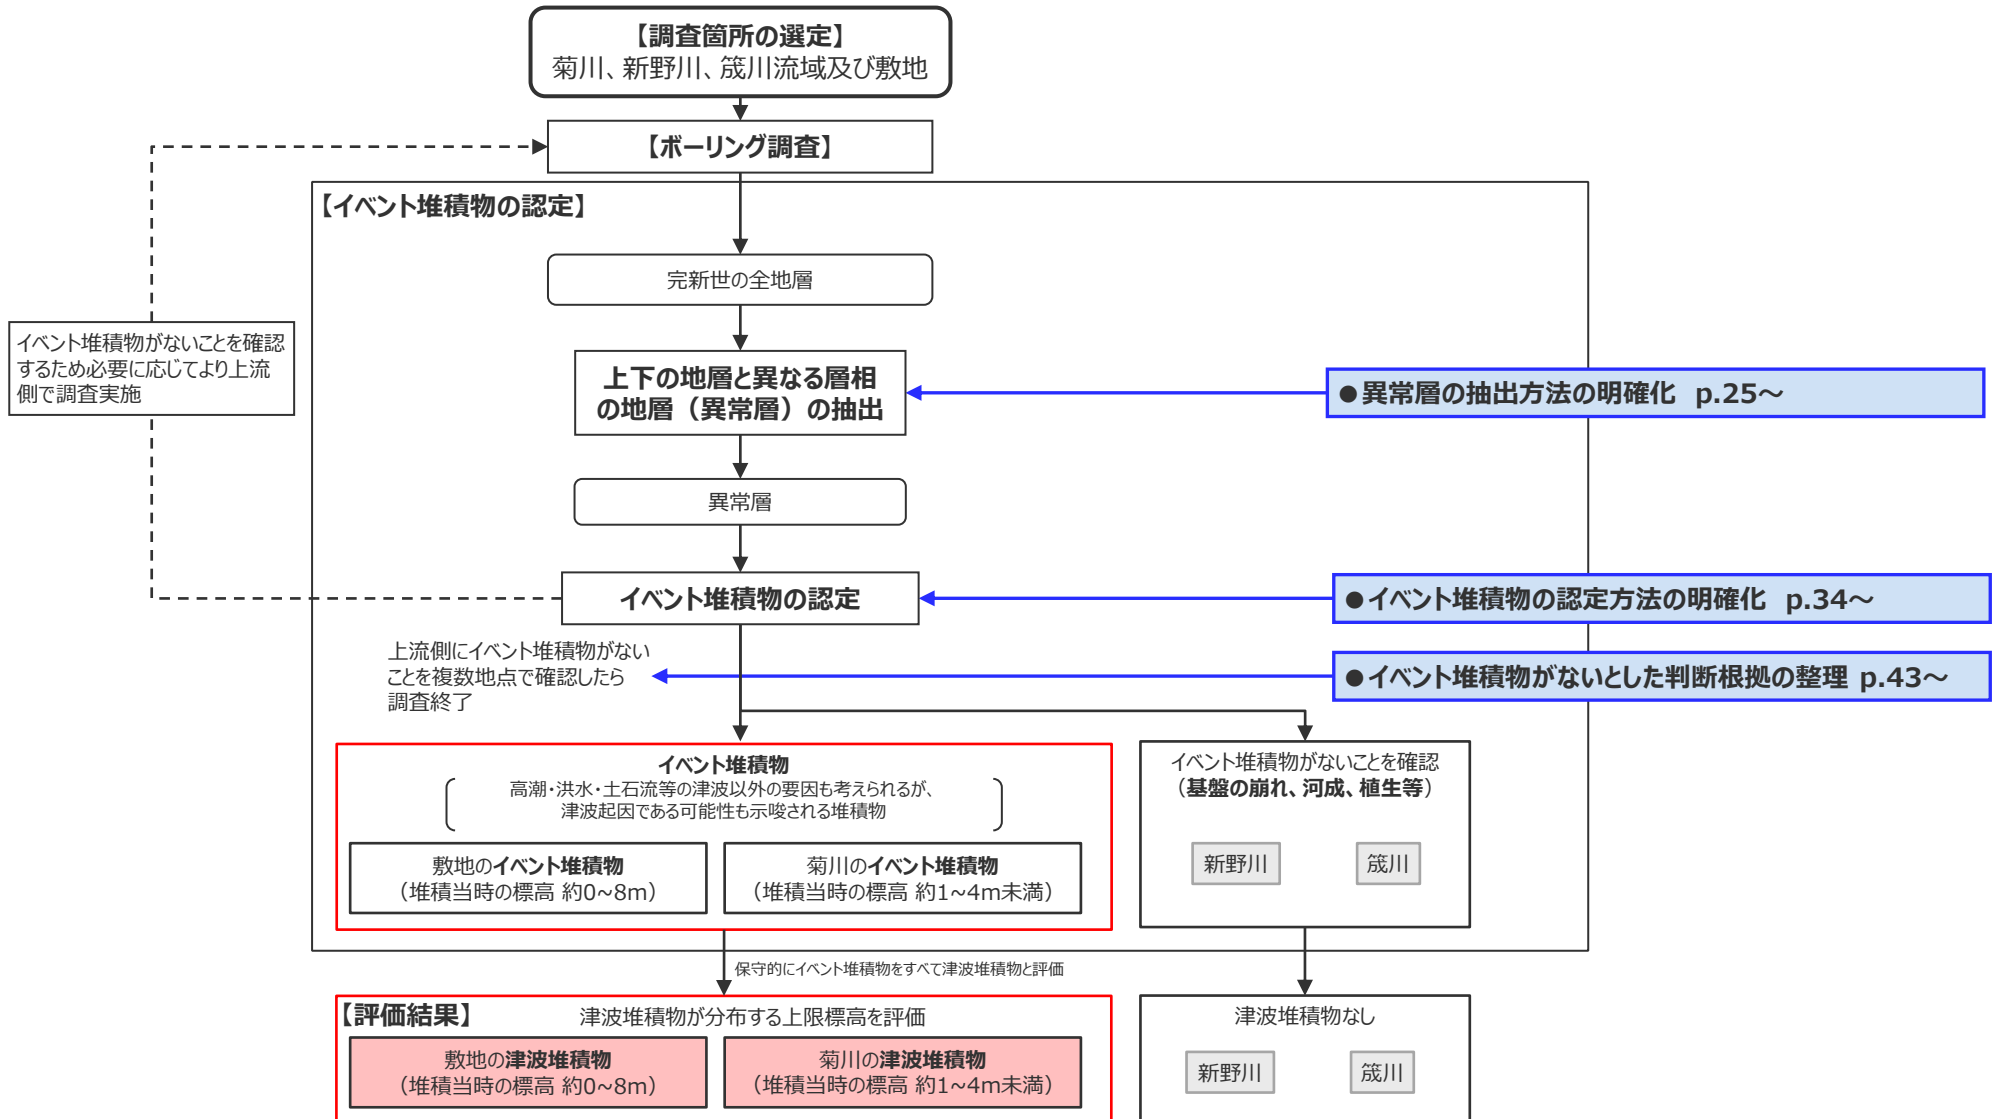 【調査箇所の選定】
菊川、新野川、筬川流域及び敷地
【ボーリング調査】
【イベント堆積物の認定】
完新世の全地層
イベント堆積物がないことを確認
するため必要に応じてより上流
側で調査実施
上下の地層と異なる層相
の地層（異常層）の抽出
●異常層の抽出方法の明確化 p.25～
異常層
イベント堆積物の認定
●イベント堆積物の認定方法の明確化 p.34～
上流側にイベント堆積物がない
ことを複数地点で確認したら
調査終了
●イベント堆積物がないとした判断根拠の整理 p.43～
イベント堆積物
高潮・洪水・土石流等の津波以外の要因も考えられるが、
津波起因である可能性も示唆される堆積物
敷地のイベント堆積物
（堆積当時の標高 約0~8m）
菊川のイベント堆積物
（堆積当時の標高 約1~4m未満）
イベント堆積物がないことを確認
（基盤の崩れ、河成、植生等）
新野川
筬川
保守的にイベント堆積物をすべて津波堆積物と評価
【評価結果】
津波堆積物が分布する上限標高を評価
敷地の津波堆積物
（堆積当時の標高 約0~8m）
菊川の津波堆積物
（堆積当時の標高 約1~4m未満）
津波堆積物なし
新野川
筬川